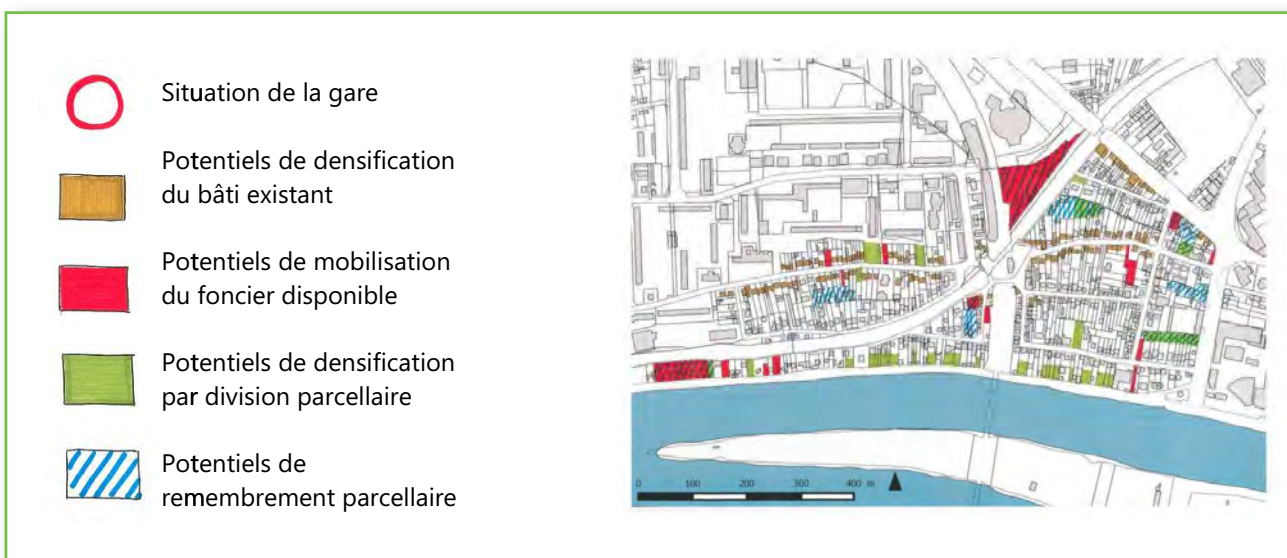 Situation de la gare
Potentiels de densification
du bâti existant
Potentiels de mobilisation
du foncier disponible
Potentiels de densification
par division parcellaire
Potentiels de
remembrement parcellaire
0 100 200 300 400 m